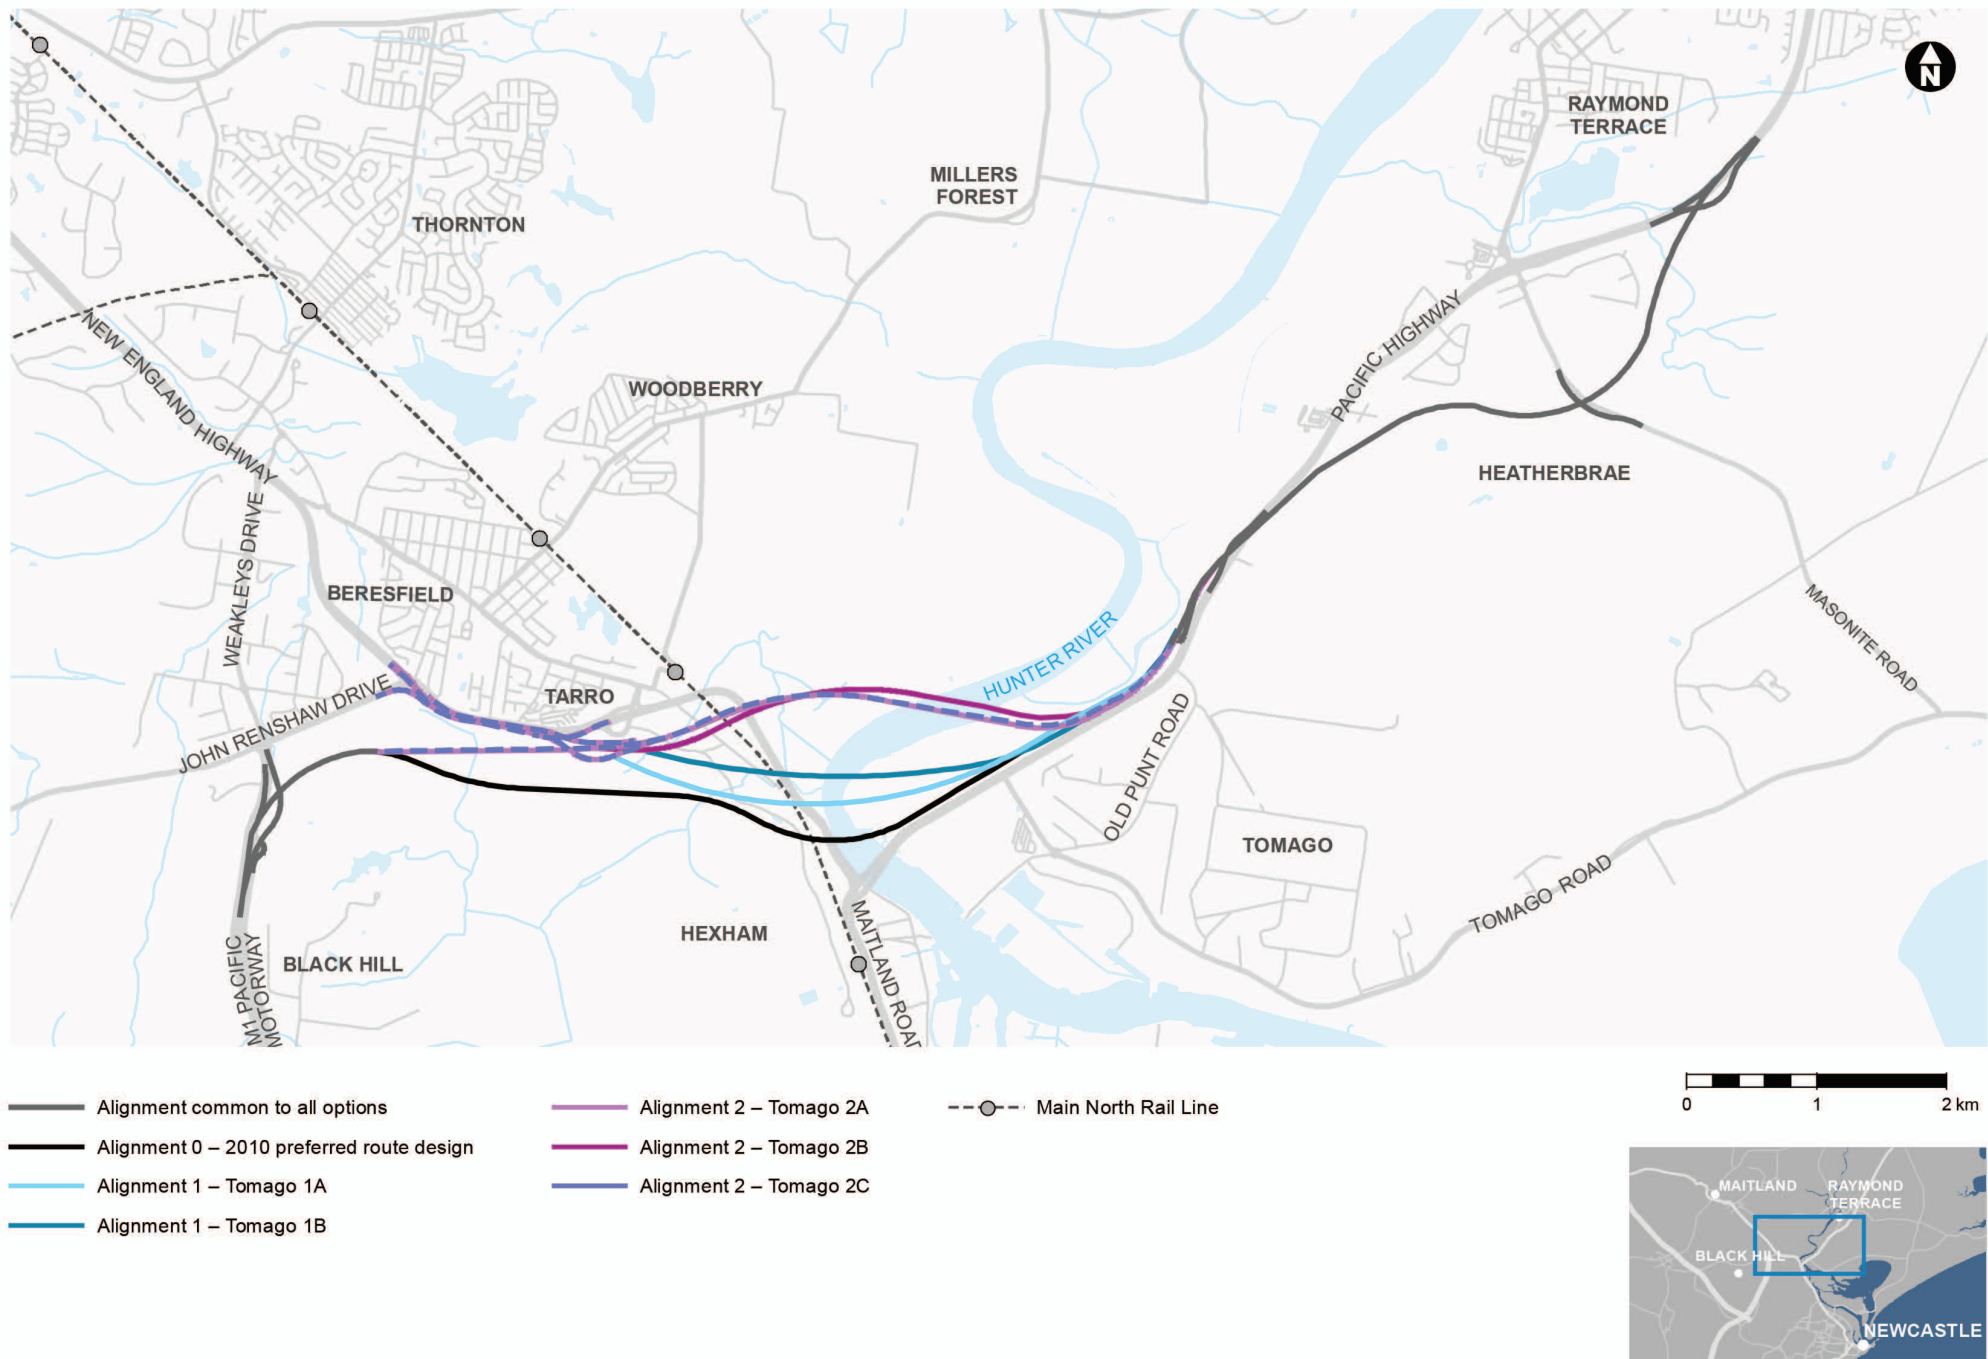 N
RAYMOND
TERRACE
MILLERS
FOREST
THORNTON
NEW ENGLAND HIGHWAY
WOODBERRY
PACIFIC HIGHWAY
HEATHERBRAE
WEAKLEYS DRIVE
BERESFIELD
MASONITE ROAD
HUNTER RIVER
JOHN RENSHAW DRIVE
TARRO
OLD PUNT ROAD
TOMAGO
TOMAGO ROAD
HEXHAM
MAITLAND ROAD
BLACK HILL
M1 PACIFIC
MOTORWAY
Alignment common to all options
Alignment 0 – 2010 preferred route design
Alignment 1 – Tomago 1A
Alignment 1 – Tomago 1B
Alignment 2 – Tomago 2A
Alignment 2 – Tomago 2B
Alignment 2 – Tomago 2C
Main North Rail Line
0 1 2 km
MAITLAND
RAYMOND
TERRACE
BLACK HILL
NEWCASTLE